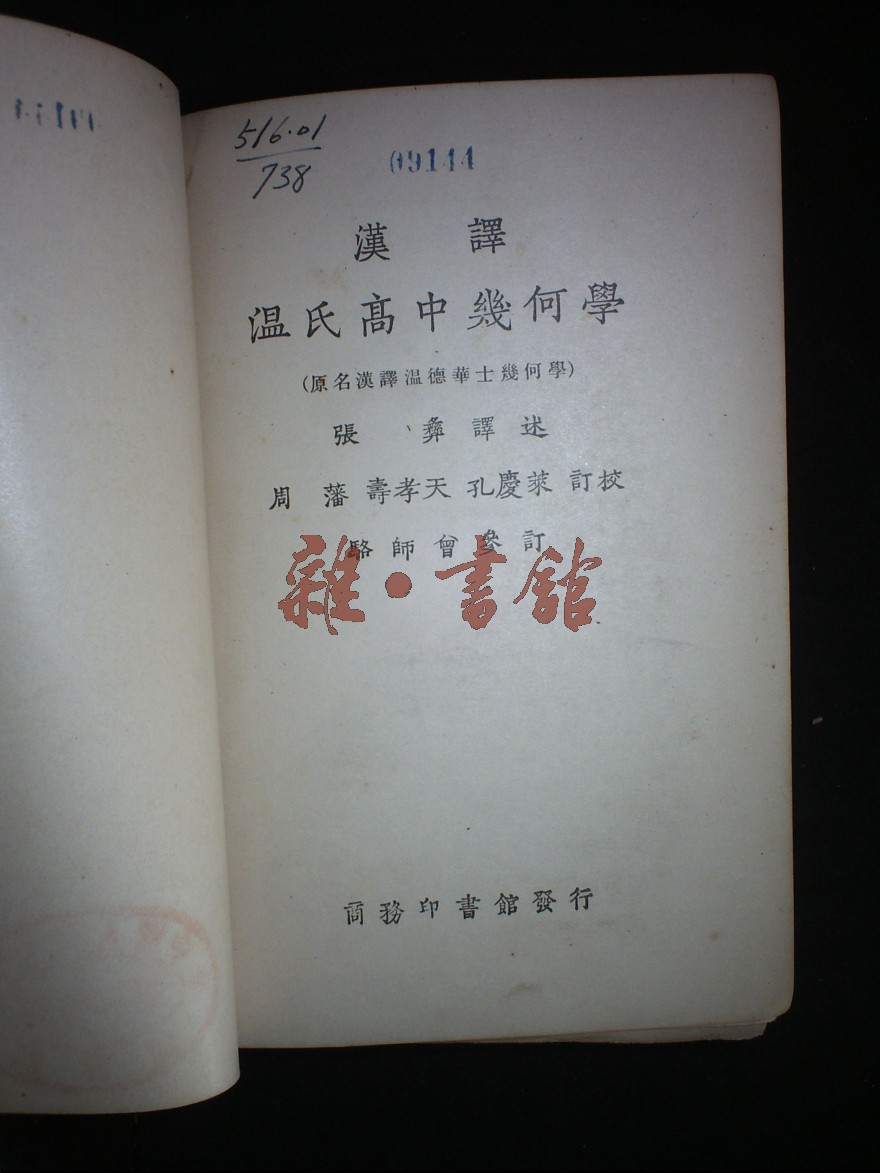 516.01
738
09144
漢譯
温氏高中幾何學
(原名漢譯温德華士幾何學)
張彝譯述
周藩 壽孝天 孔慶萊 訂校
駱師曾參訂
雜·書館
商務印書館發行